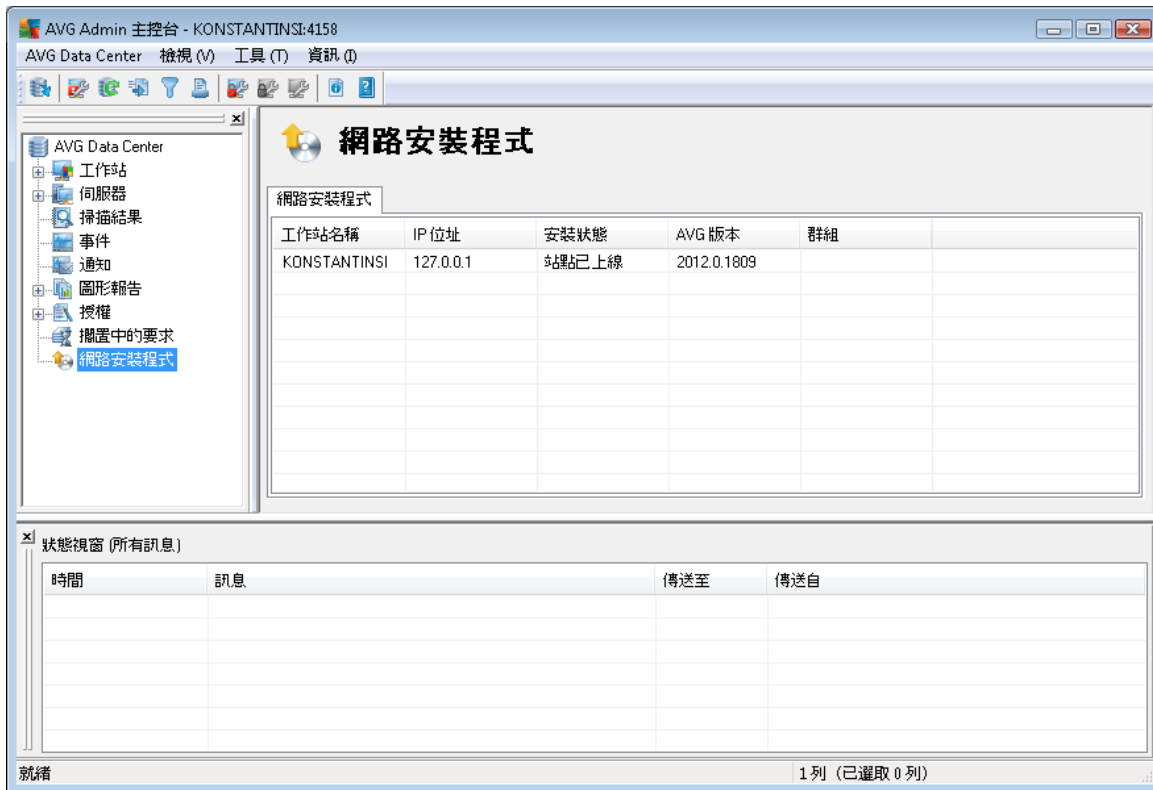 AVG Admin 主控台 - KONSTANTINSI:4158
AVG Data Center 檢視(V) 工具(T) 資訊(I)
AVG Data Center
工作站
伺服器
掃描結果
事件
通知
圖形報告
授權
擱置中的要求
網路安裝程式
網路安裝程式
網路安裝程式
工作站名稱 IP 位址 安裝狀態 AVG 版本 群組
KONSTANTINSI 127.0.0.1 站點已上線 2012.0.1809
狀態視窗 (所有訊息)
時間 訊息 傳送至 傳送自
就緒 1 列 (已選取 0 列)